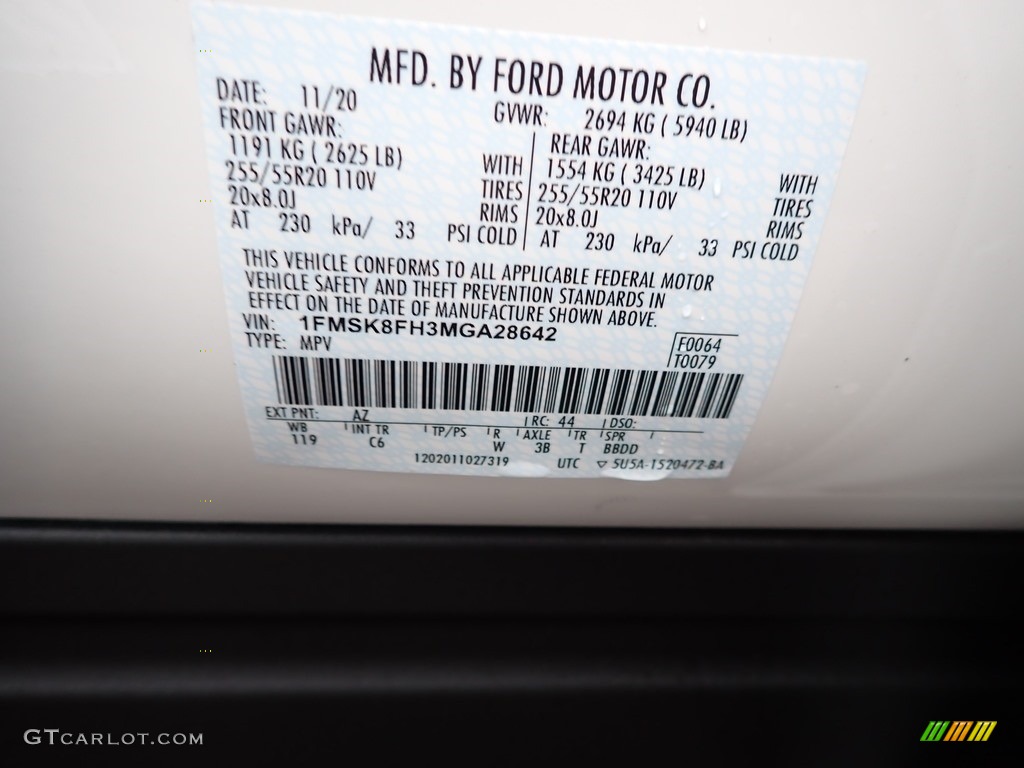 MFD. BY FORD MOTOR CO.
DATE: 11/20 GVWR: 2694 KG ( 5940 LB)
FRONT GAWR: REAR GAWR:
1191 KG ( 2625 LB) WITH 1554 KG ( 3425 LB) WITH
255/55R20 110V TIRES 255/55R20 110V TIRES
20x8.0J RIMS 20x8.0J RIMS
AT 230 kPa/ 33 PSI COLD AT 230 kPa/ 33 PSI COLD
THIS VEHICLE CONFORMS TO ALL APPLICABLE FEDERAL MOTOR
VEHICLE SAFETY AND THEFT PREVENTION STANDARDS IN
EFFECT ON THE DATE OF MANUFACTURE SHOWN ABOVE.
VIN: 1FMSK8FH3MGA28642
TYPE: MPV
F0064
T0079
EXT PNT: AZ RC: 44 DSO:
WB INT TR TP/PS R AXLE TR SPR
119 C6 W 3B T BBDD
1202011027319 UTC ▽ 5U5A-1520472-BA
GTCARLOT.COM